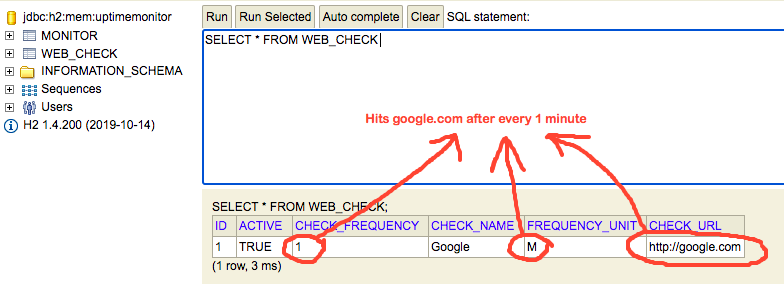 jdbc:h2:mem:uptimemonitor
MONITOR
WEB_CHECK
INFORMATION_SCHEMA
Sequences
Users
H2 1.4.200 (2019-10-14)
Run Run Selected Auto complete Clear SQL statement:
SELECT * FROM WEB_CHECK
Hits google.com after every 1 minute
SELECT * FROM WEB_CHECK;
ID ACTIVE CHECK_FREQUENCY CHECK_NAME FREQUENCY_UNIT CHECK_URL
1 TRUE 1 Google M http://google.com
(1 row, 3 ms)